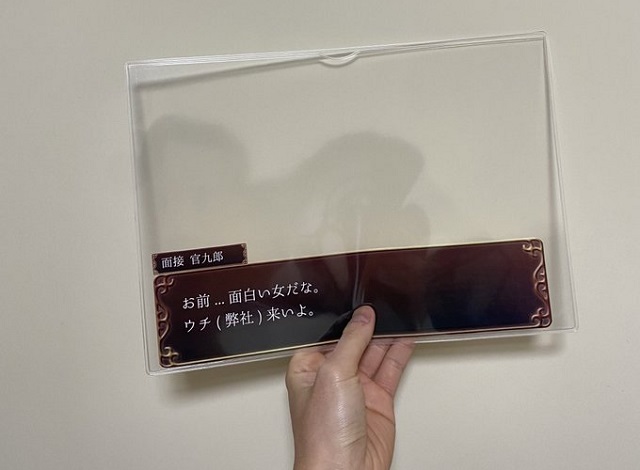 面接 官九郎
お前 ... 面白い女だな。
ウチ ( 弊社 ) 来いよ。